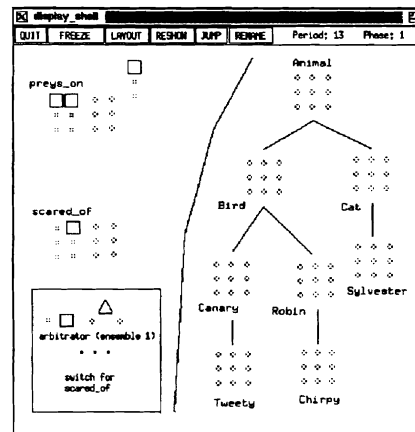 display_shell
QUIT FREEZE LAYOUT RESHOW JUMP RENAME Period: 13 Phase: 1
Animal
preys_on
Bird
Cat
scared_of
Sylvester
Canary
Robin
arbitrator (ensemble 1)
switch for
scared_of
Tweety
Chirpy